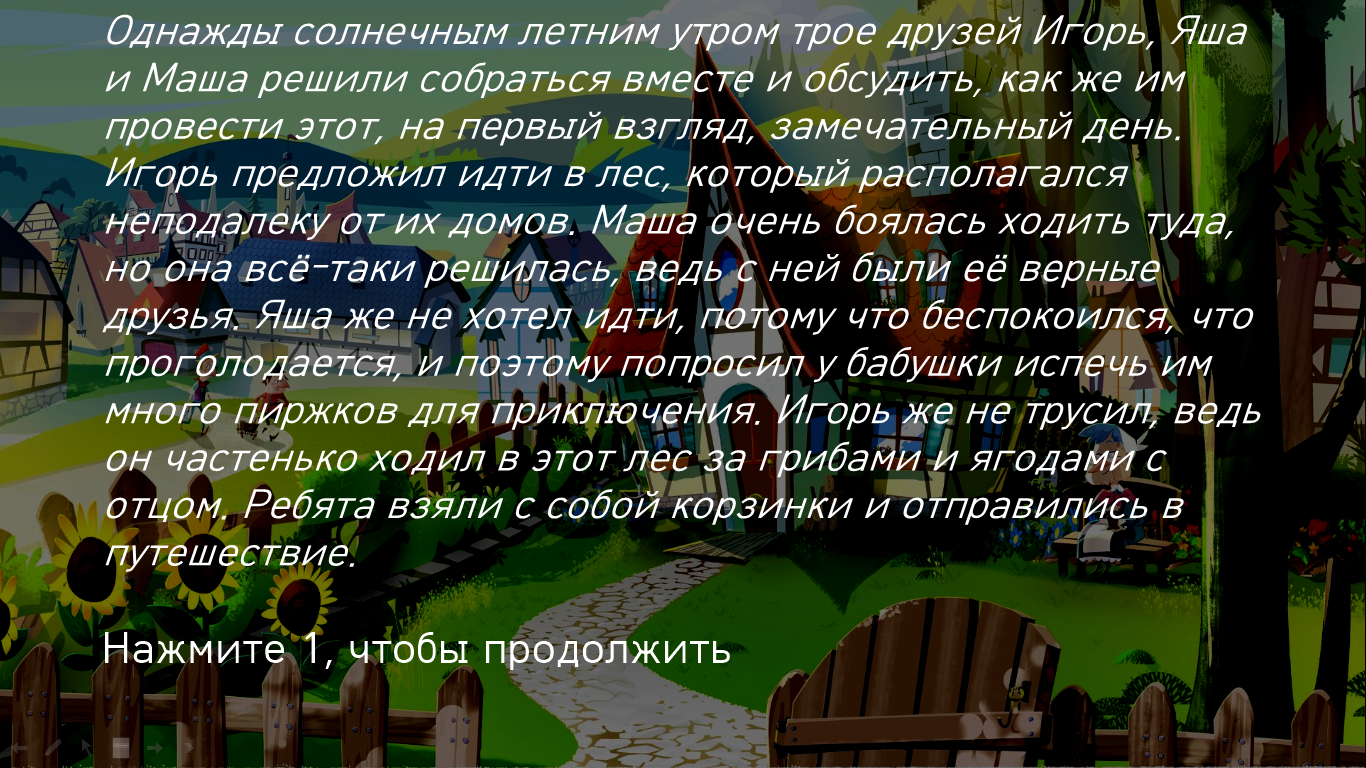 Однажды солнечным летним утром трое друзей Игорь, Яша
и Маша решили собраться вместе и обсудить, как же им
провести этот, на первый взгляд, замечательный день.
Игорь предложил идти в лес, который располагался
неподалеку от их домов. Маша очень боялась ходить туда,
но она всё-таки решилась, ведь с ней были её верные
друзья. Яша же не хотел идти, потому что беспокоился, что
проголодается, и поэтому попросил у бабушки испечь им
много пиржков для приключения. Игорь же не трусил, ведь
он частенько ходил в этот лес за грибами и ягодами с
отцом. Ребята взяли с собой корзинки и отправились в
путешествие.
Нажмите 1, чтобы продолжить